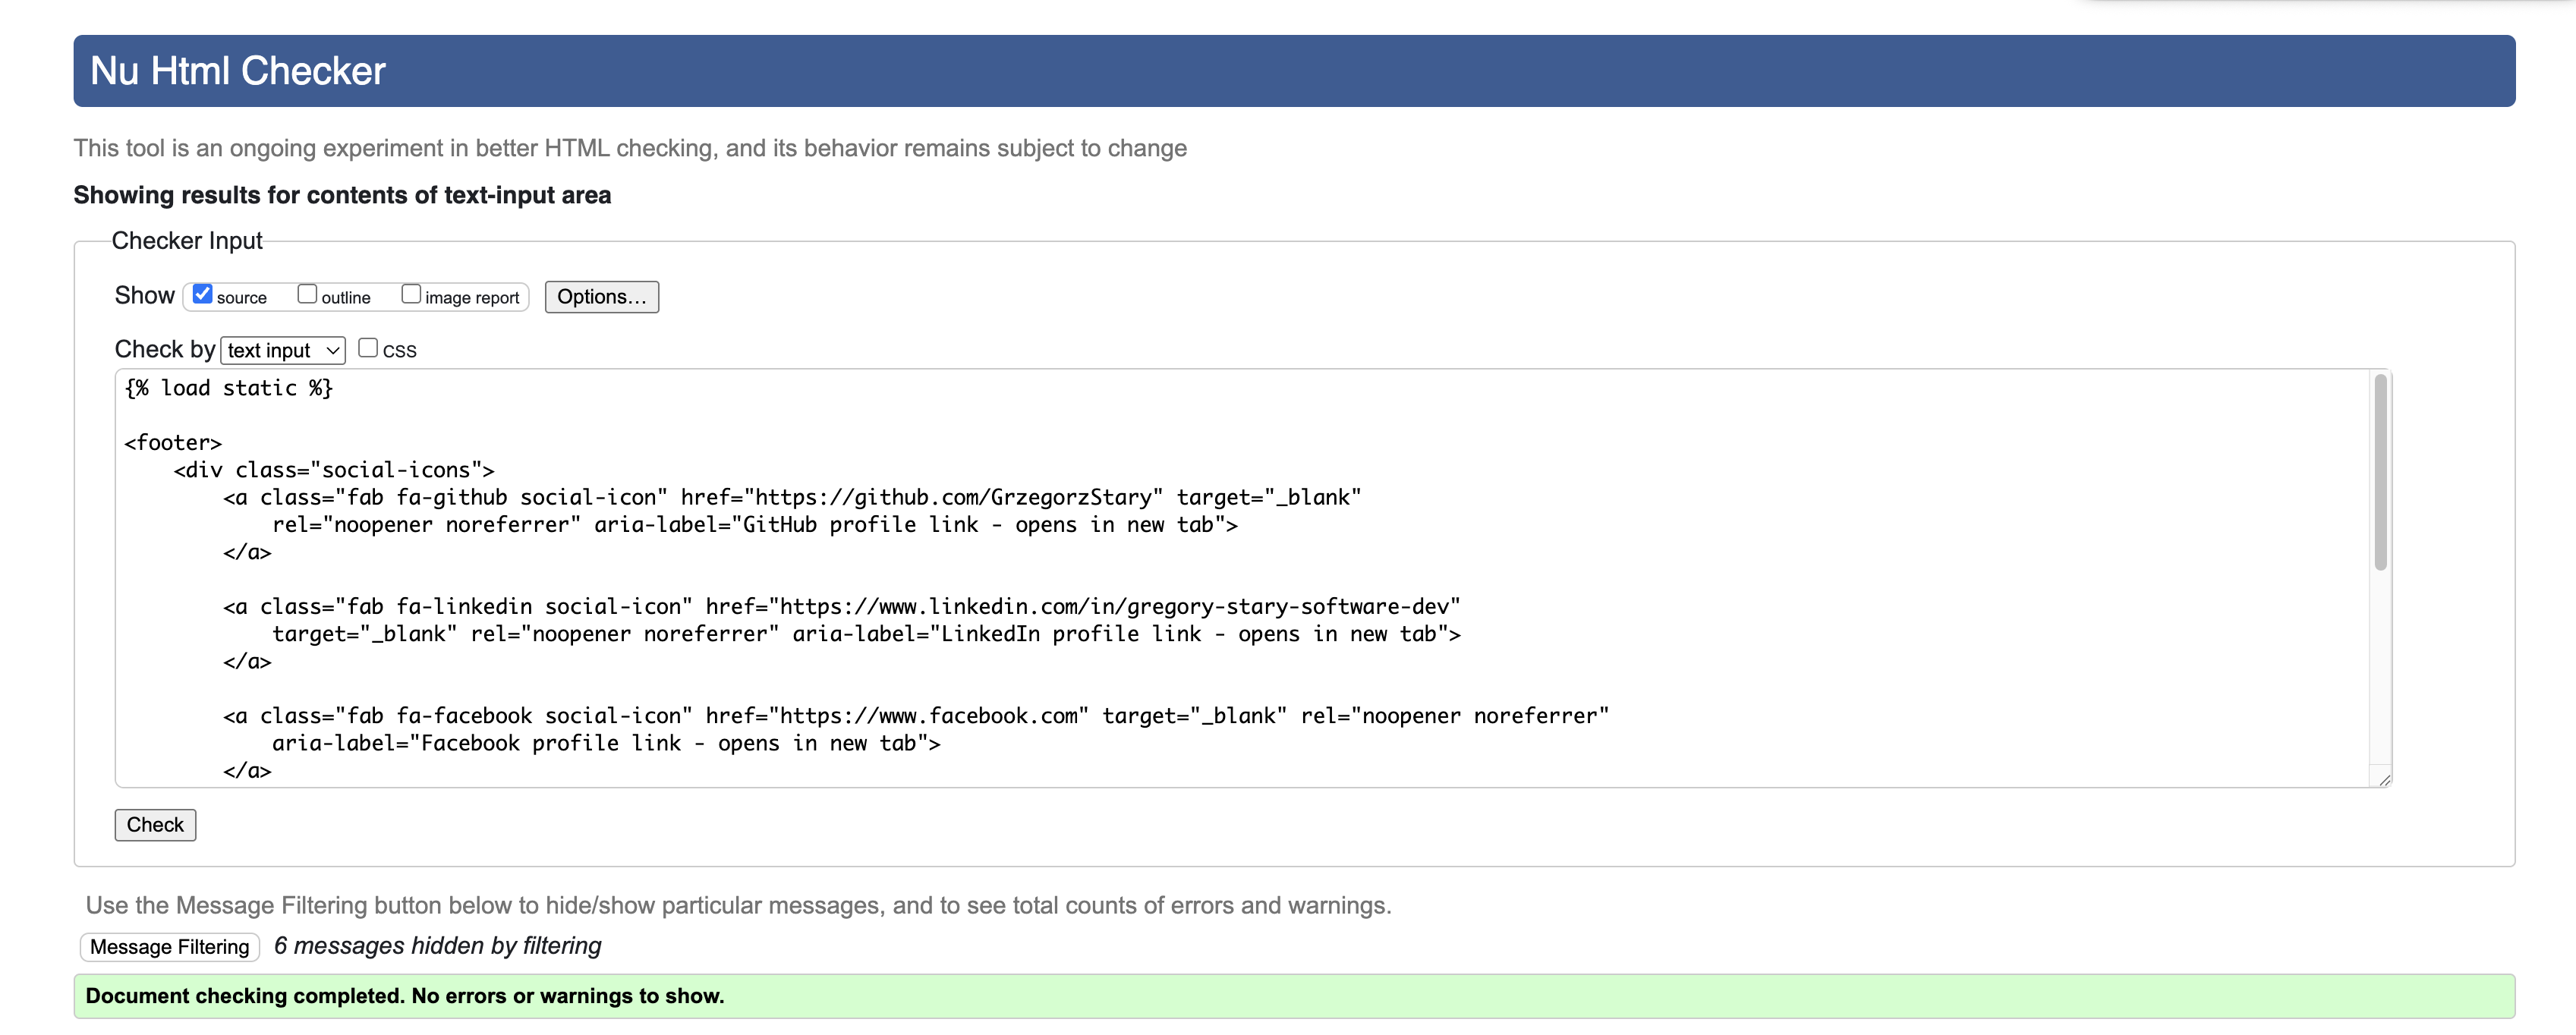 Nu Html Checker
This tool is an ongoing experiment in better HTML checking, and its behavior remains subject to change
Showing results for contents of text-input area
Checker Input
Show source outline image report Options...
Check by text input CSS
{% load static %}
<footer>
    <div class="social-icons">
        <a class="fab fa-github social-icon" href="https://github.com/GrzegorzStary" target="_blank"
            rel="noopener noreferrer" aria-label="GitHub profile link - opens in new tab">
        </a>
        <a class="fab fa-linkedin social-icon" href="https://www.linkedin.com/in/gregory-stary-software-dev"
            target="_blank" rel="noopener noreferrer" aria-label="LinkedIn profile link - opens in new tab">
        </a>
        <a class="fab fa-facebook social-icon" href="https://www.facebook.com" target="_blank" rel="noopener noreferrer"
            aria-label="Facebook profile link - opens in new tab">
        </a>
Check
Use the Message Filtering button below to hide/show particular messages, and to see total counts of errors and warnings.
Message Filtering 6 messages hidden by filtering
Document checking completed. No errors or warnings to show.